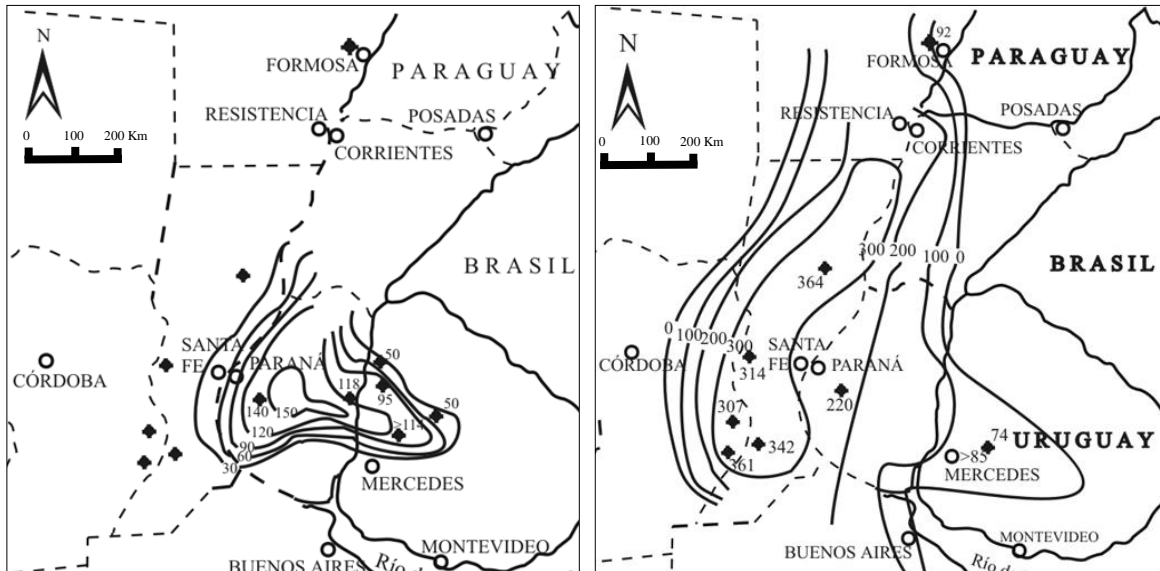 N
FORMOSA
PARAGUAY
0 100 200 Km
RESISTENCIA
POSADAS
CORRIENTES
BRASIL
SANTA
FE
PARANÁ
CÓRDOBA
50
118
95
140
150
50
120
>114
90
60
30
MERCEDES
BUENOS AIRES
MONTEVIDEO
Río de
N
92
FORMOSA
PARAGUAY
0 100 200 Km
RESISTENCIA
POSADAS
CORRIENTES
300 200 100 0
BRASIL
364
0 100 200 300
SANTA
FE
PARANÁ
CÓRDOBA
314
220
307
342
361
74
URUGUAY
>85
MERCEDES
BUENOS AIRES
MONTEVIDEO
Río de